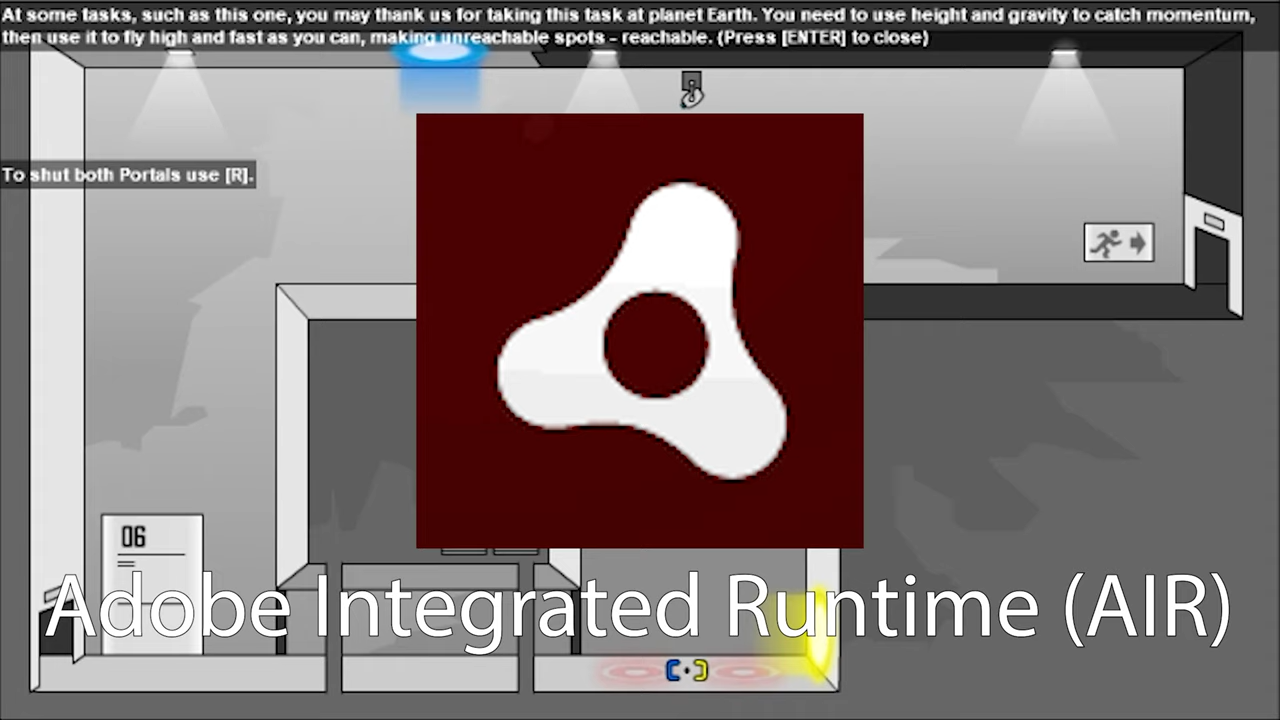 At some tasks, such as this one, you may thank us for taking this task at planet Earth. You need to use height and gravity to catch momentum,
then use it to fly high and fast as you can, making unreachable spots - reachable. (Press [ENTER] to close)
To shut both Portals use [R].
06
Adobe Integrated Runtime (AIR)